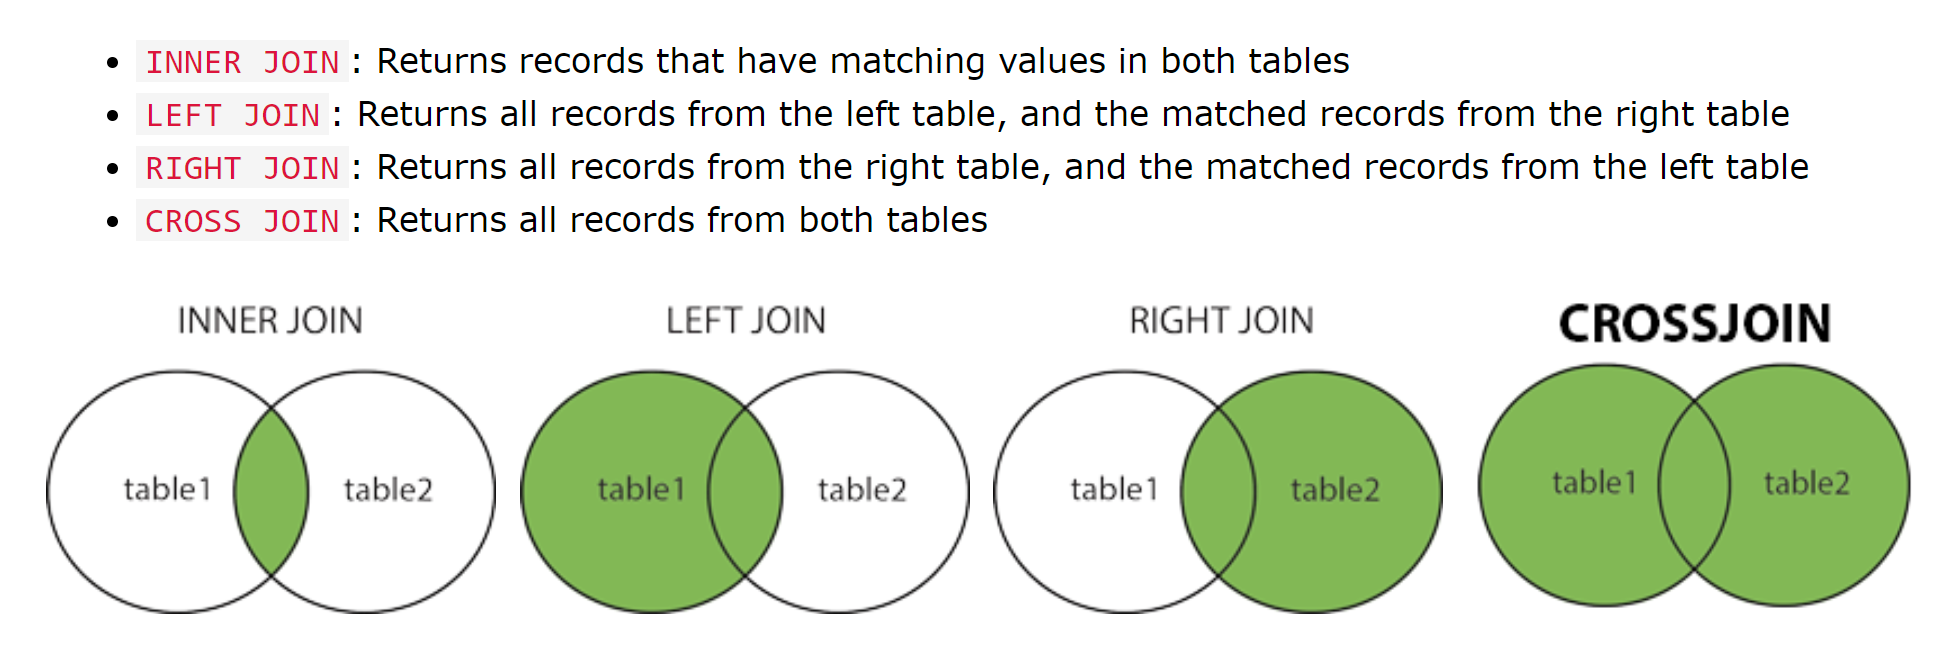 INNER JOIN: Returns records that have matching values in both tables
LEFT JOIN: Returns all records from the left table, and the matched records from the right table
RIGHT JOIN: Returns all records from the right table, and the matched records from the left table
CROSS JOIN: Returns all records from both tables
INNER JOIN
LEFT JOIN
RIGHT JOIN
CROSSJOIN
table1
table2
table1
table2
table1
table2
table1
table2